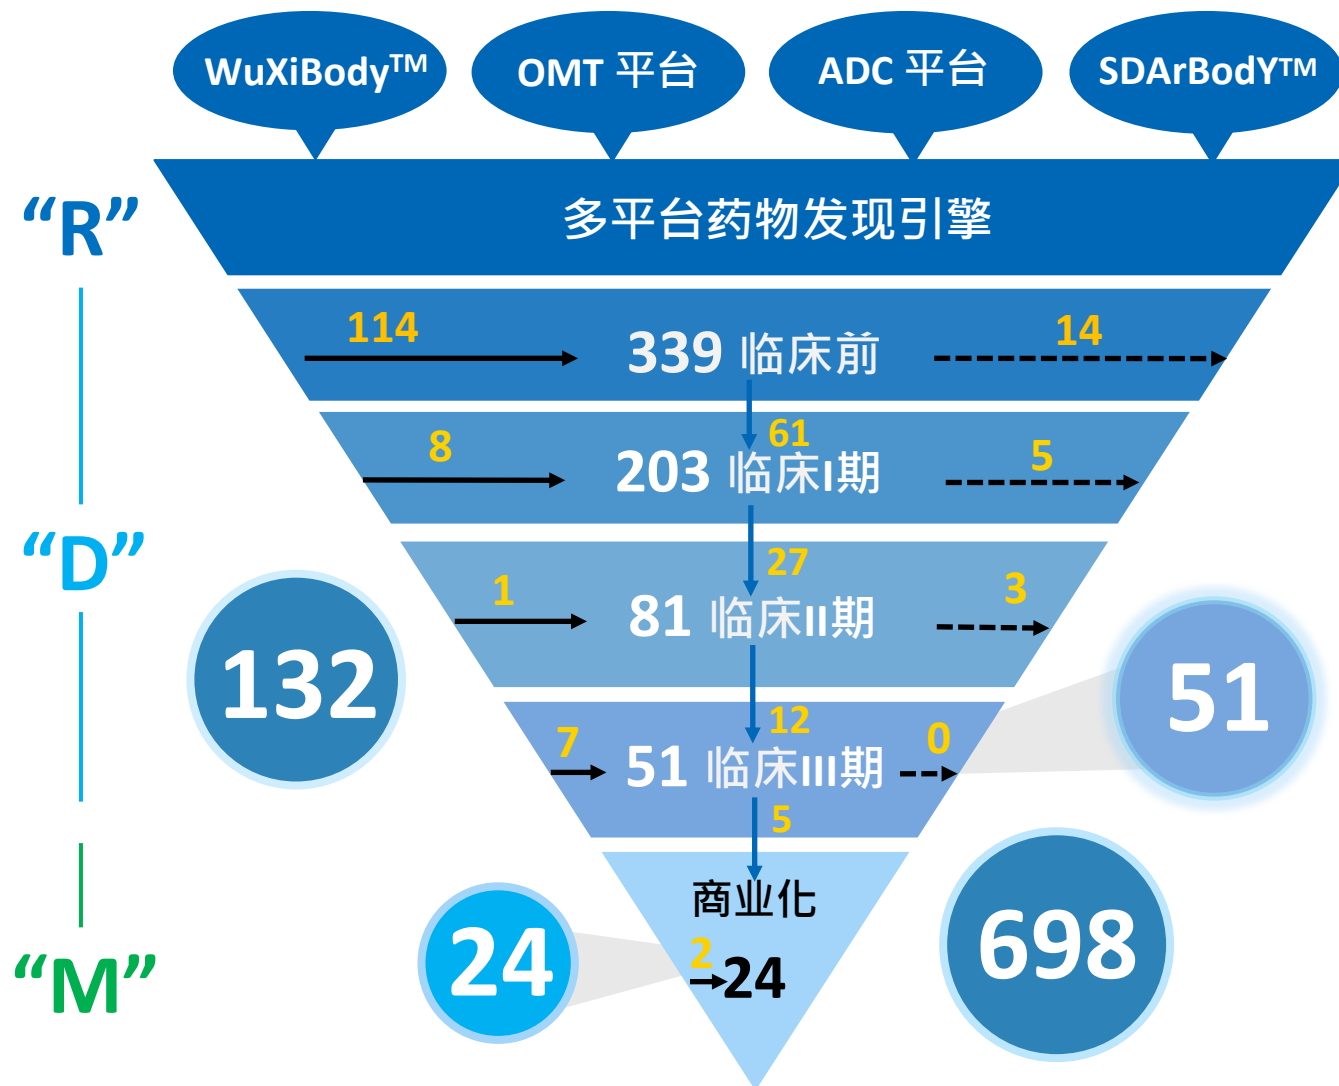 WuXiBody™
OMT 平台
ADC 平台
SDArBodY™
“R”
多平台药物发现引擎
114
339 临床前
14
61
8
203 临床I期
5
“D”
27
1
81 临床II期
3
132
51
12
7
51 临床III期
0
5
商业化
24
2
24
698
“M”